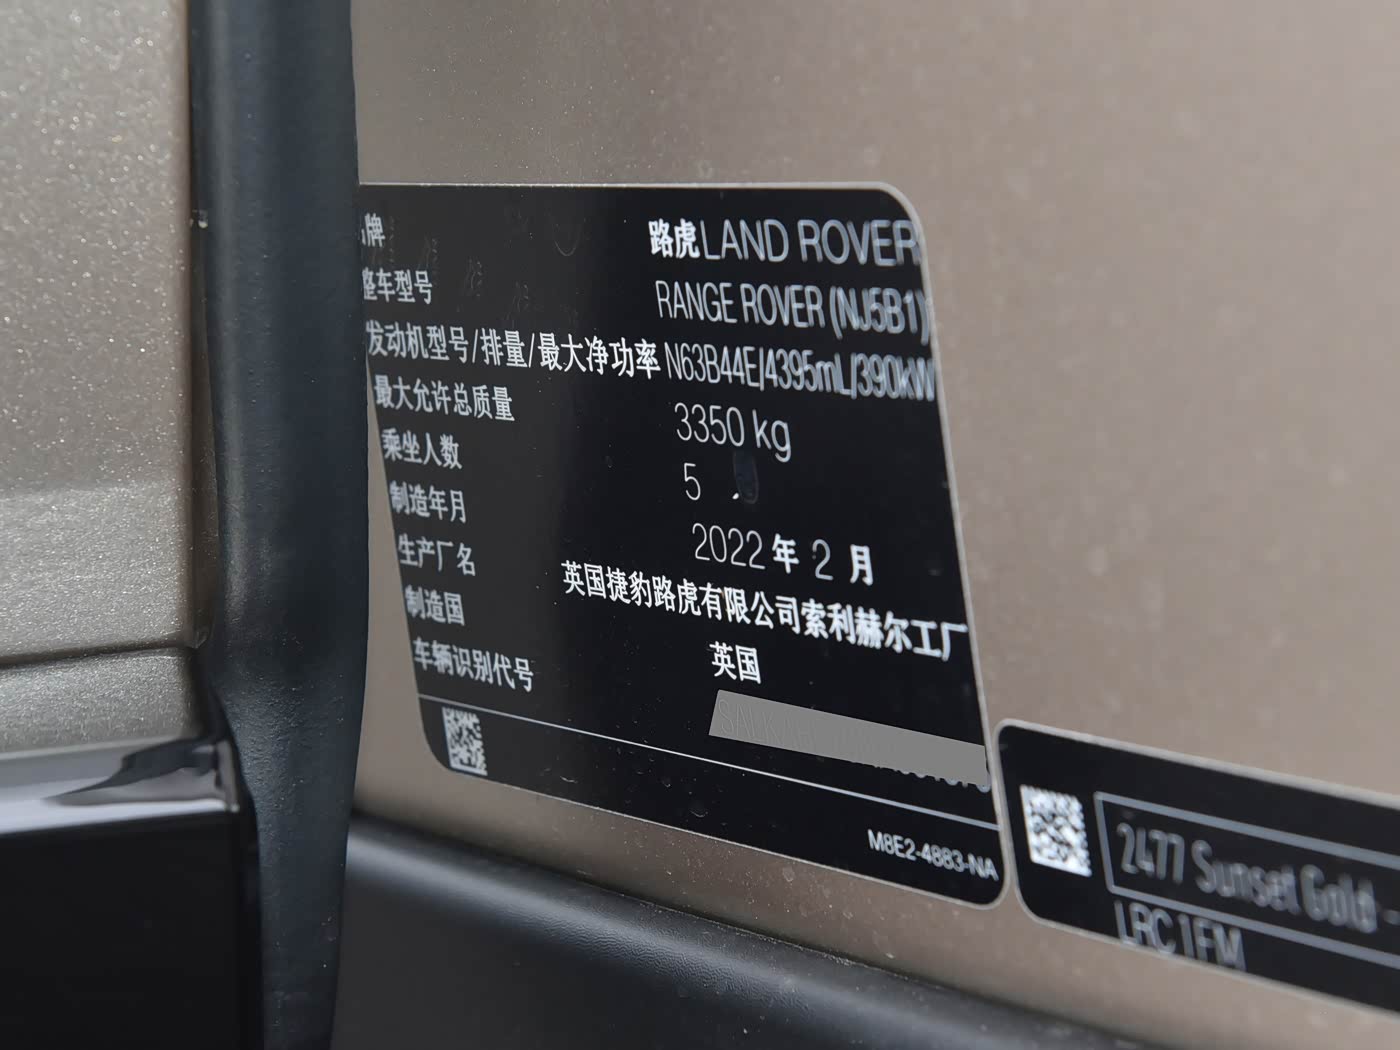 牌 路虎LAND ROVER
整车型号 RANGE ROVER (NJ5B1)
发动机型号/排量/最大净功率 N63B44E/4395mL/390kW
最大允许总质量 3350 kg
乘坐人数 5
制造年月 2022 年 2 月
生产厂名 英国捷豹路虎有限公司索利赫尔工厂
制造国 英国
车辆识别代号
M8E2-4883-NA
2477 Sunset Gold -
LRC 1FM